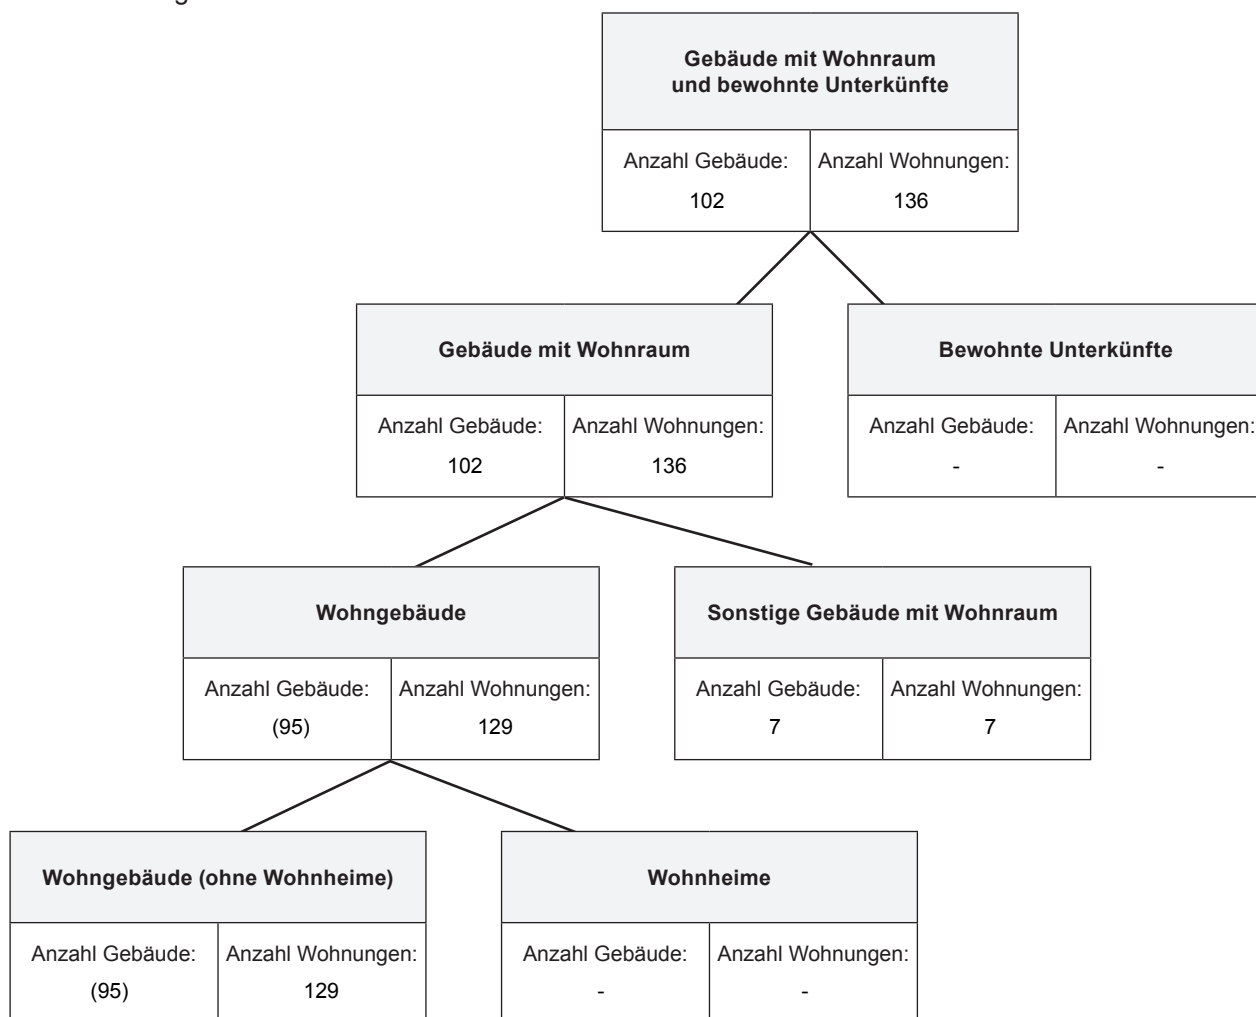 Gebäude mit Wohnraum
und bewohnte Unterkünfte
Anzahl Gebäude: Anzahl Wohnungen:
102 136
Gebäude mit Wohnraum
Anzahl Gebäude: Anzahl Wohnungen:
102 136
Bewohnte Unterkünfte
Anzahl Gebäude: Anzahl Wohnungen:
- -
Wohngebäude
Anzahl Gebäude: Anzahl Wohnungen:
(95) 129
Sonstige Gebäude mit Wohnraum
Anzahl Gebäude: Anzahl Wohnungen:
7 7
Wohngebäude (ohne Wohnheime)
Anzahl Gebäude: Anzahl Wohnungen:
(95) 129
Wohnheime
Anzahl Gebäude: Anzahl Wohnungen:
- -